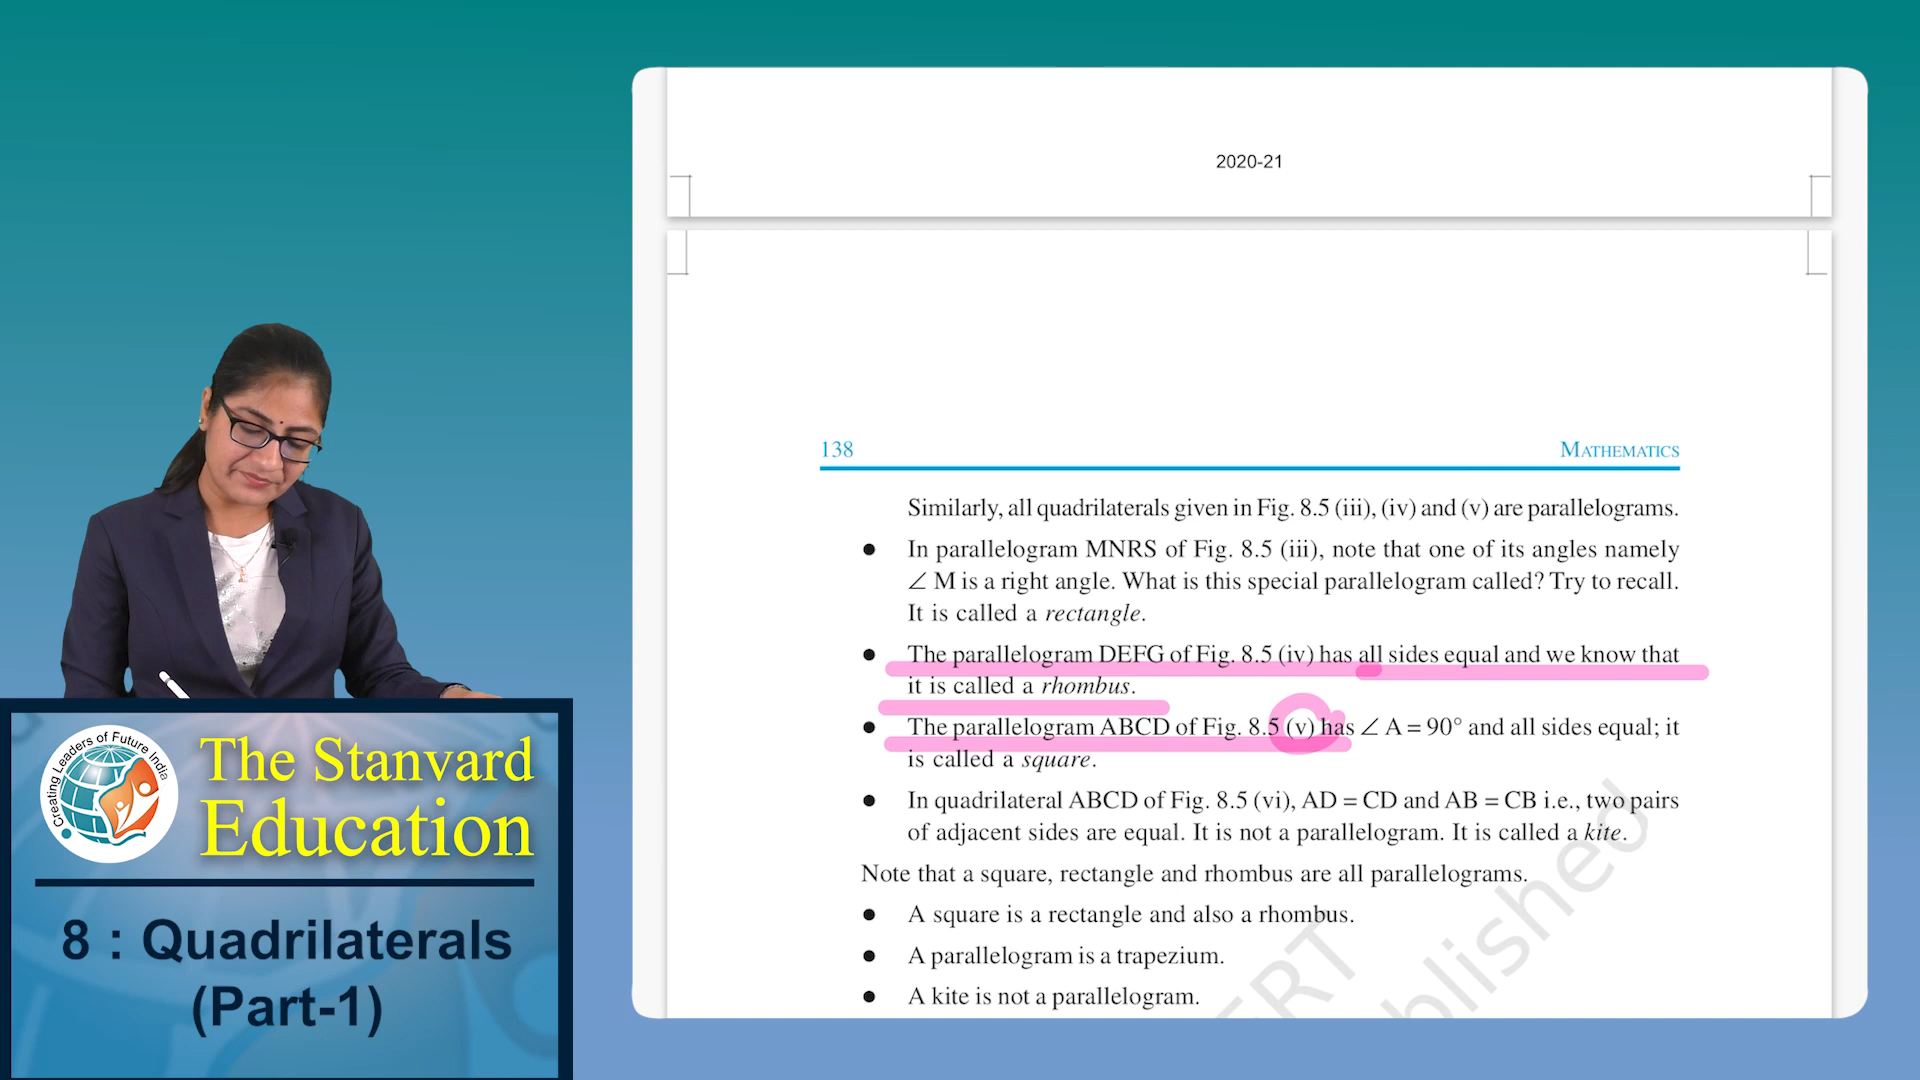 2020-21
138 MATHEMATICS
Similarly, all quadrilaterals given in Fig. 8.5 (iii), (iv) and (v) are parallelograms.
● In parallelogram MNRS of Fig. 8.5 (iii), note that one of its angles namely
∠ M is a right angle. What is this special parallelogram called? Try to recall.
It is called a rectangle.
● The parallelogram DEFG of Fig. 8.5 (iv) has all sides equal and we know that
it is called a rhombus.
● The parallelogram ABCD of Fig. 8.5 (v) has ∠ A = 90° and all sides equal; it
is called a square.
● In quadrilateral ABCD of Fig. 8.5 (vi), AD = CD and AB = CB i.e., two pairs
of adjacent sides are equal. It is not a parallelogram. It is called a kite.
Note that a square, rectangle and rhombus are all parallelograms.
● A square is a rectangle and also a rhombus.
● A parallelogram is a trapezium.
● A kite is not a parallelogram.
Creating Leaders of Future India
The Stanvard
Education
8 : Quadrilaterals
(Part-1)